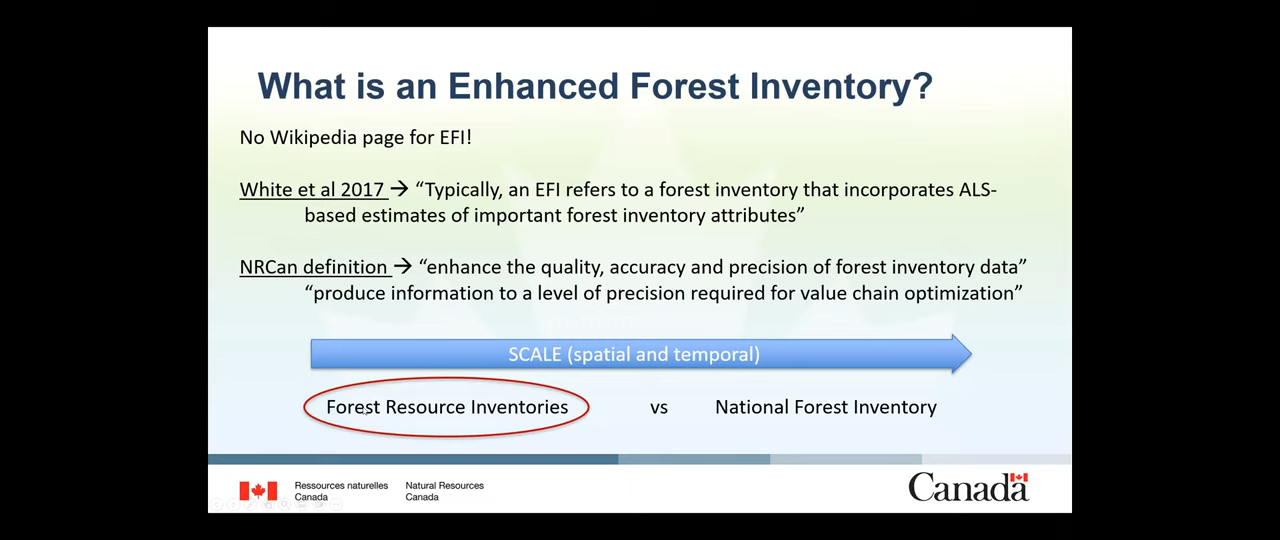 What is an Enhanced Forest Inventory?
No Wikipedia page for EFI!
White et al 2017 → “Typically, an EFI refers to a forest inventory that incorporates ALS-
based estimates of important forest inventory attributes”
NRCan definition → “enhance the quality, accuracy and precision of forest inventory data”
“produce information to a level of precision required for value chain optimization”
SCALE (spatial and temporal)
Forest Resource Inventories vs National Forest Inventory
Ressources naturelles Canada
Natural Resources Canada
Canada